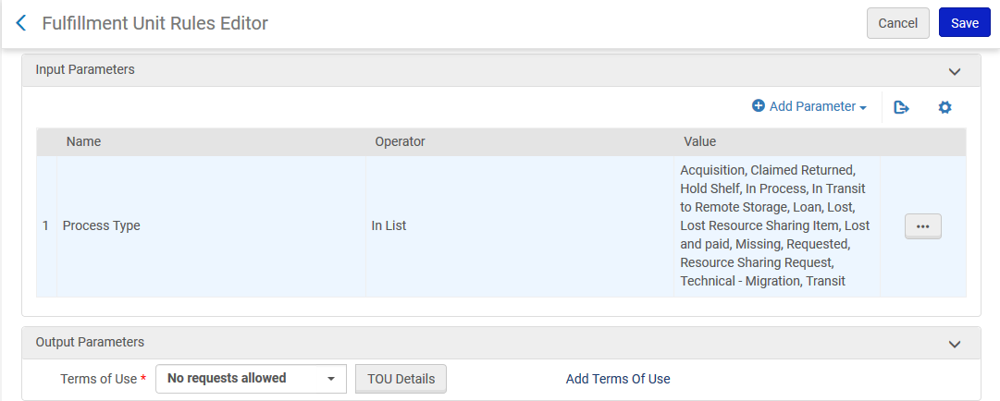 Fulfillment Unit Rules Editor
Cancel
Save
Input Parameters
Add Parameter
Name
Operator
Value
1
Process Type
In List
Acquisition, Claimed Returned,
Hold Shelf, In Process, In Transit
to Remote Storage, Loan, Lost,
Lost Resource Sharing Item, Lost
and paid, Missing, Requested,
Resource Sharing Request,
Technical - Migration, Transit
Output Parameters
Terms of Use *
No requests allowed
TOU Details
Add Terms Of Use